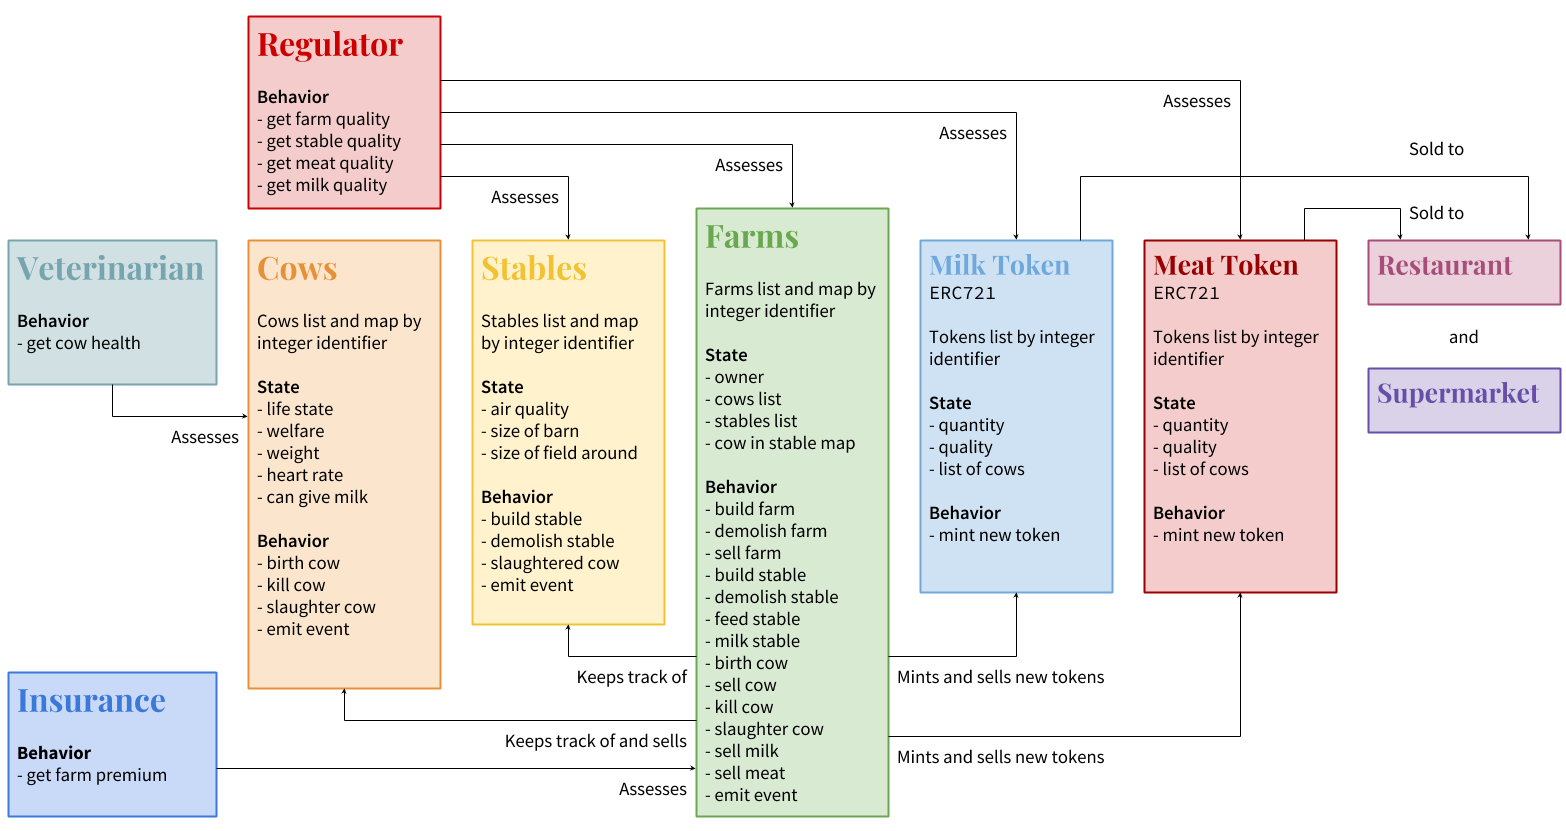 Regulator
Behavior
- get farm quality
- get stable quality
- get meat quality
- get milk quality
Assesses
Assesses
Assesses
Assesses
Sold to
Sold to
Veterinarian
Behavior
- get cow health
Assesses
Insurance
Behavior
- get farm premium
Assesses
Cows
Cows list and map by
integer identifier
State
- life state
- welfare
- weight
- heart rate
- can give milk
Behavior
- birth cow
- kill cow
- slaughter cow
- emit event
Keeps track of and sells
Stables
Stables list and map
by integer identifier
State
- air quality
- size of barn
- size of field around
Behavior
- build stable
- demolish stable
- slaughtered cow
- emit event
Keeps track of
Farms
Farms list and map by
integer identifier
State
- owner
- cows list
- stables list
- cow in stable map
Behavior
- build farm
- demolish farm
- sell farm
- build stable
- demolish stable
- feed stable
- milk stable
- birth cow
- sell cow
- kill cow
- slaughter cow
- sell milk
- sell meat
- emit event
Milk Token
ERC721
Tokens list by integer
identifier
State
- quantity
- quality
- list of cows
Behavior
- mint new token
Mints and sells new tokens
Meat Token
ERC721
Tokens list by integer
identifier
State
- quantity
- quality
- list of cows
Behavior
- mint new token
Mints and sells new tokens
Restaurant
and
Supermarket